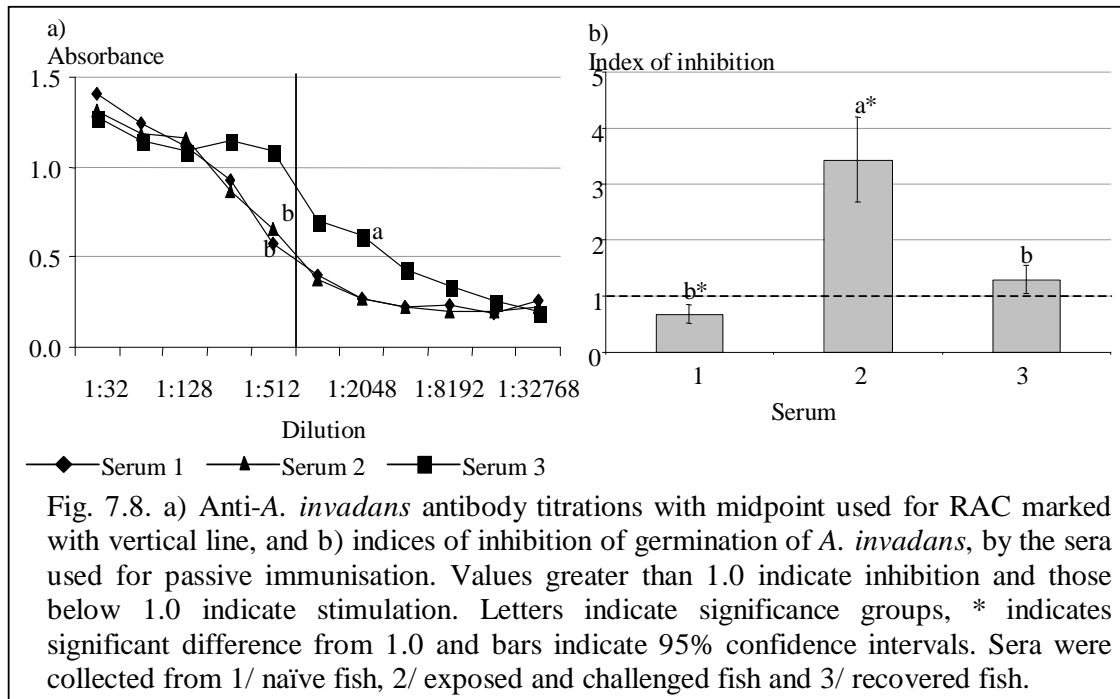 a)
Absorbance
1.5
1.0
0.5
0.0
b
b
a
1:32 1:128 1:512 1:2048 1:8192 1:32768
Dilution
Serum 1 Serum 2 Serum 3
b)
Index of inhibition
5
4
3
2
1
0
b*
a*
b
1 2 3
Serum
Fig. 7.8. a) Anti-A. invadans antibody titrations with midpoint used for RAC marked
with vertical line, and b) indices of inhibition of germination of A. invadans, by the sera
used for passive immunisation. Values greater than 1.0 indicate inhibition and those
below 1.0 indicate stimulation. Letters indicate significance groups, * indicates
significant difference from 1.0 and bars indicate 95% confidence intervals. Sera were
collected from 1/ naïve fish, 2/ exposed and challenged fish and 3/ recovered fish.